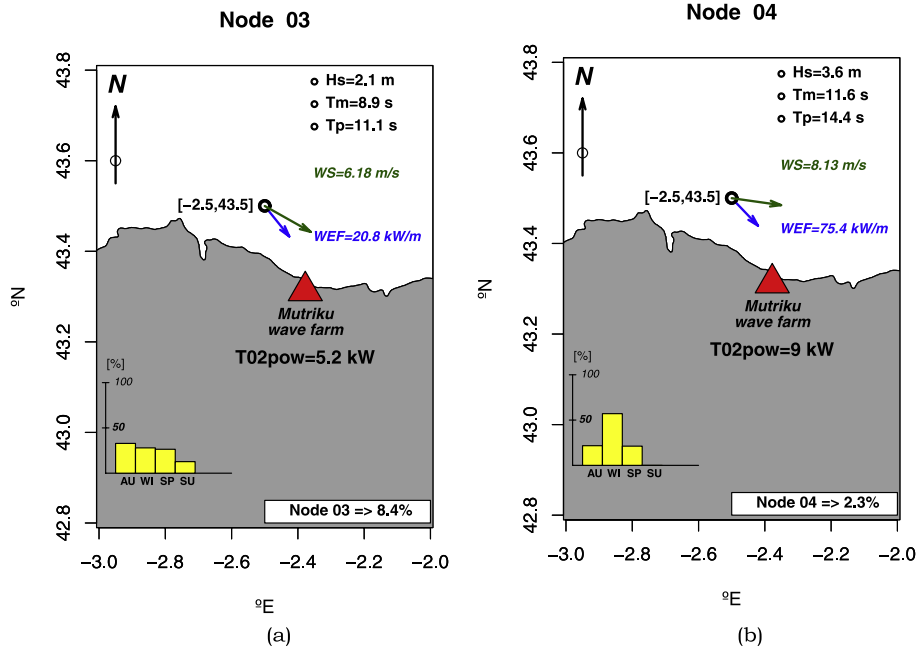 Node 03
43.8
43.6
43.4
43.2
43.0
42.8
ºN
N
Hs=2.1 m
Tm=8.9 s
Tp=11.1 s
WS=6.18 m/s
[-2.5,43.5]
WEF=20.8 kW/m
Mutriku
wave farm
T02pow=5.2 kW
[%]
100
50
AU WI SP SU
Node 03 => 8.4%
−3.0 −2.8 −2.6 −2.4 −2.2 −2.0
ºE
(a)
Node 04
43.8
43.6
43.4
43.2
43.0
42.8
ºN
N
Hs=3.6 m
Tm=11.6 s
Tp=14.4 s
WS=8.13 m/s
[-2.5,43.5]
WEF=75.4 kW/m
Mutriku
wave farm
T02pow=9 kW
[%]
100
50
AU WI SP SU
Node 04 => 2.3%
−3.0 −2.8 −2.6 −2.4 −2.2 −2.0
ºE
(b)